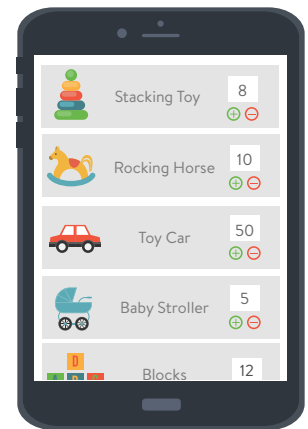 Stacking Toy
8
Rocking Horse
10
Toy Car
50
Baby Stroller
5
D
Blocks
12